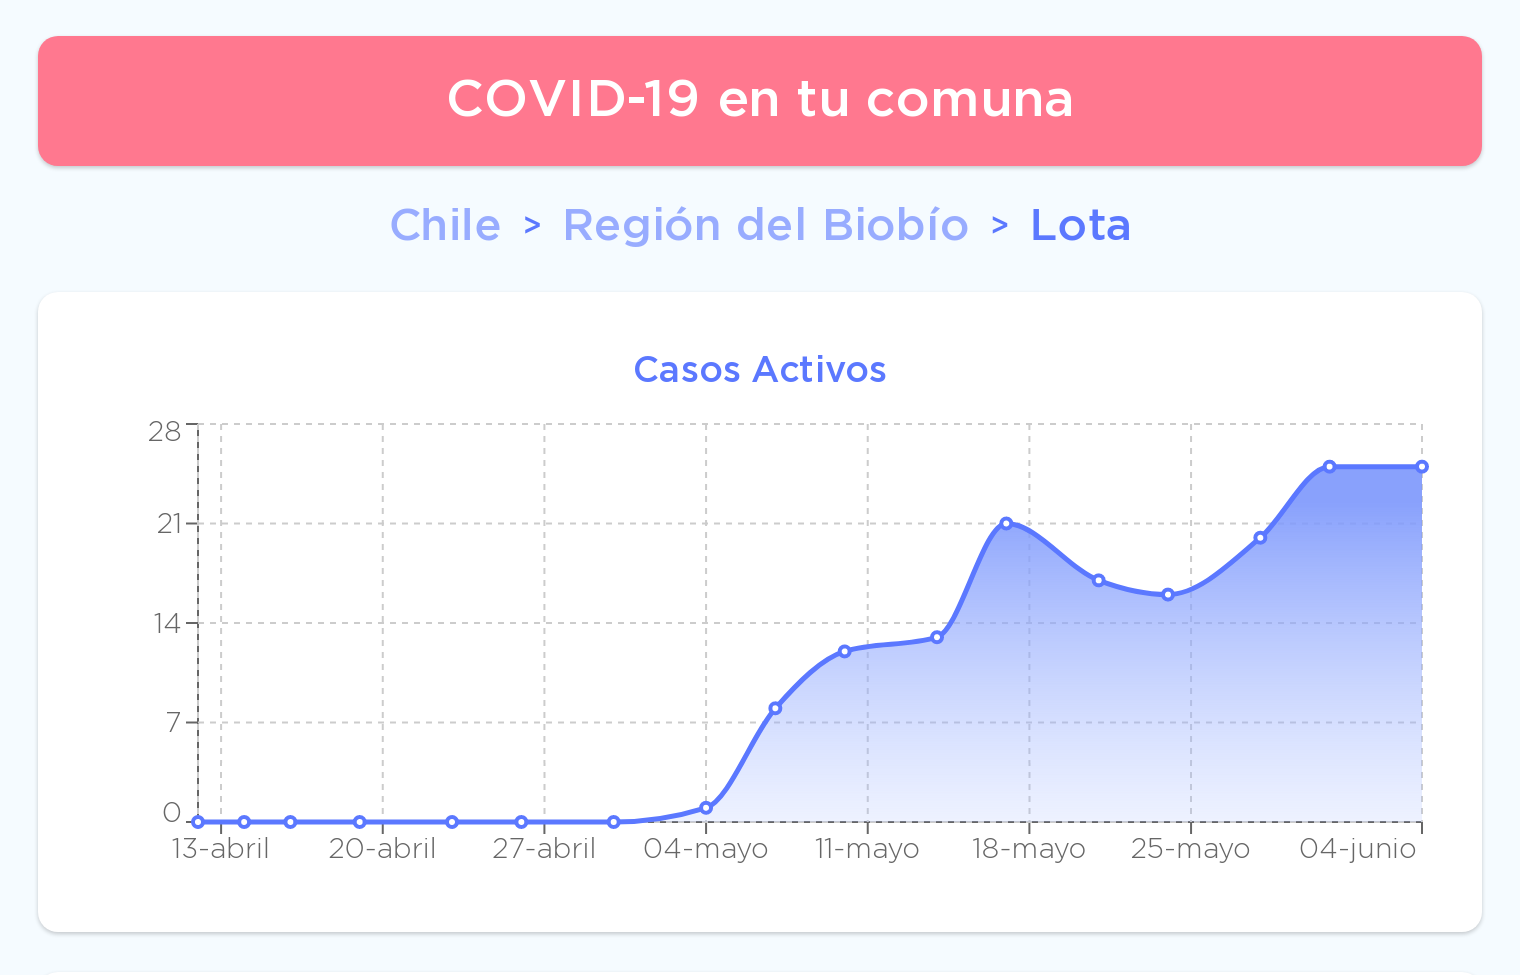 COVID-19 en tu comuna
Chile > Región del Biobío > Lota
Casos Activos
28
21
14
7
0
13-abril 20-abril 27-abril 04-mayo 11-mayo 18-mayo 25-mayo 04-junio